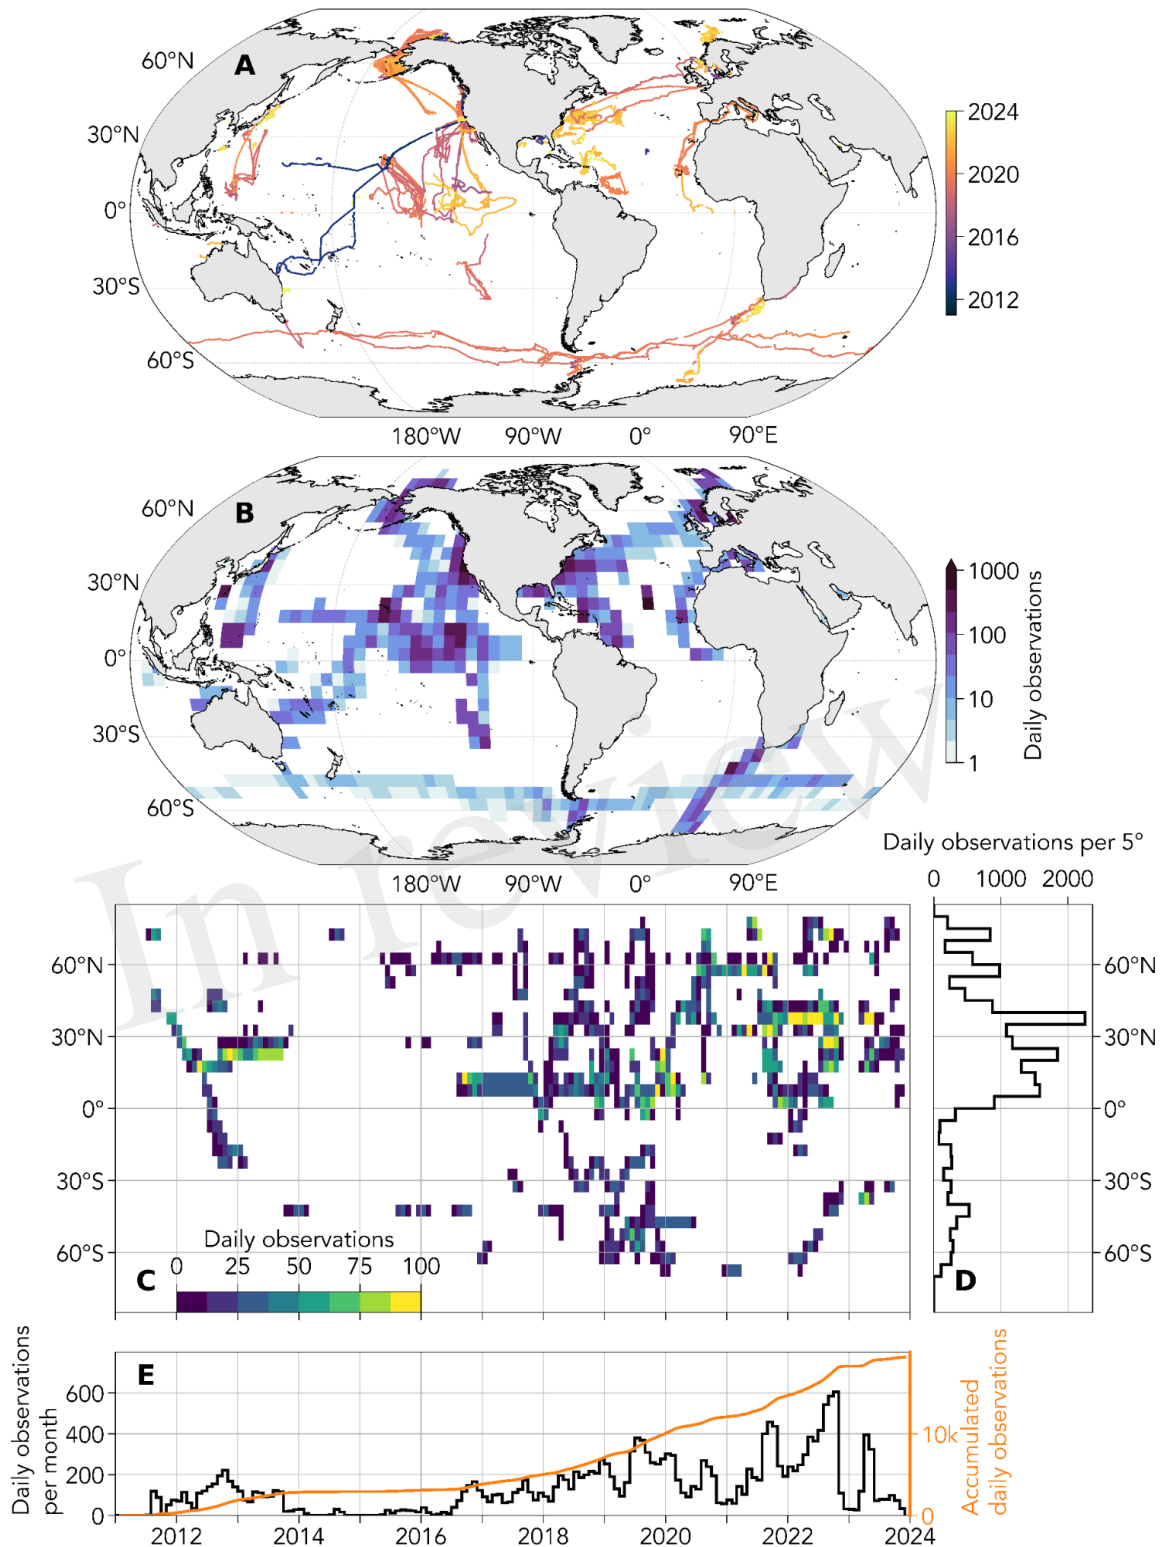 A
60°N
30°N
0°
30°S
60°S
2024
2020
2016
2012
180°W 90°W 0° 90°E
B
60°N
30°N
0°
30°S
60°S
1000
100
10
1
Daily observations
180°W 90°W 0° 90°E
In review
Daily observations per 5°
0 1000 2000
60°N
30°N
0°
30°S
60°S
Daily observations
0 25 50 75 100
C
60°N
30°N
0°
30°S
60°S
D
E
Daily observations
per month
600
400
200
0
10k
0
Accumulated
daily observations
2012 2014 2016 2018 2020 2022 2024